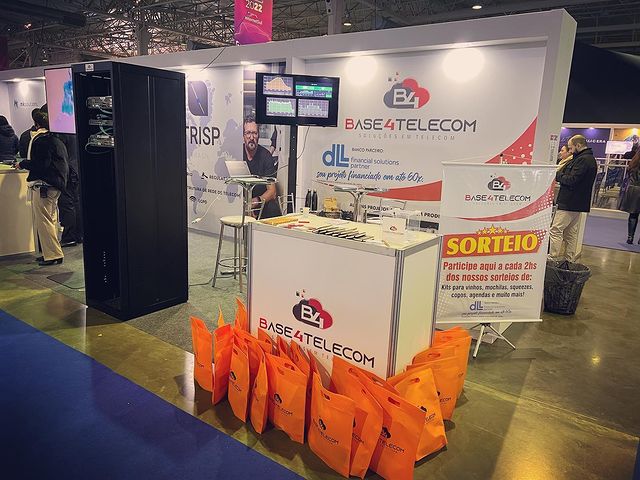 2022
B4
BASE4TELECOM
SOLUÇÕES EM TELECOM
TRISP
BANCO PARCEIRO:
dLL financial solutions
partner
seu projeto financiado em até 60x.
B4
BASE4TELECOM
SORTEIO
Participe aqui a cada 2hs
dos nossos sorteios de:
Kits para vinhos, mochilas, squeezes,
copos, agendas e muito mais!
dLL
B4
BASE4TELECOM
TELECOM
TELECOM